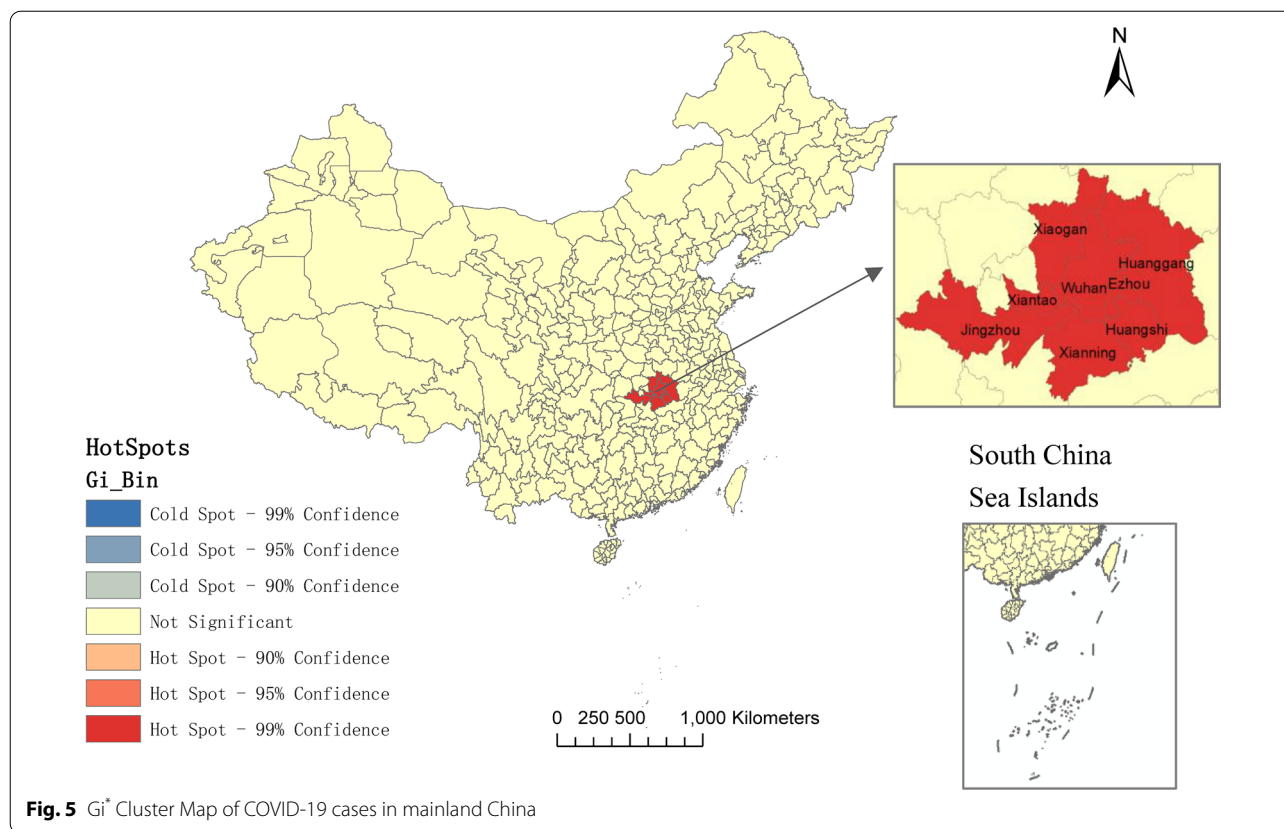 N
Xiaogan
Huanggang
Wuhan
Ezhou
Xiantao
Jingzhou
Huangshi
Xianning
South China
Sea Islands
HotSpots
Gi_Bin
Cold Spot - 99% Confidence
Cold Spot - 95% Confidence
Cold Spot - 90% Confidence
Not Significant
Hot Spot - 90% Confidence
Hot Spot - 95% Confidence
Hot Spot - 99% Confidence
0 250 500 1,000 Kilometers
Fig. 5 Gi* Cluster Map of COVID-19 cases in mainland China